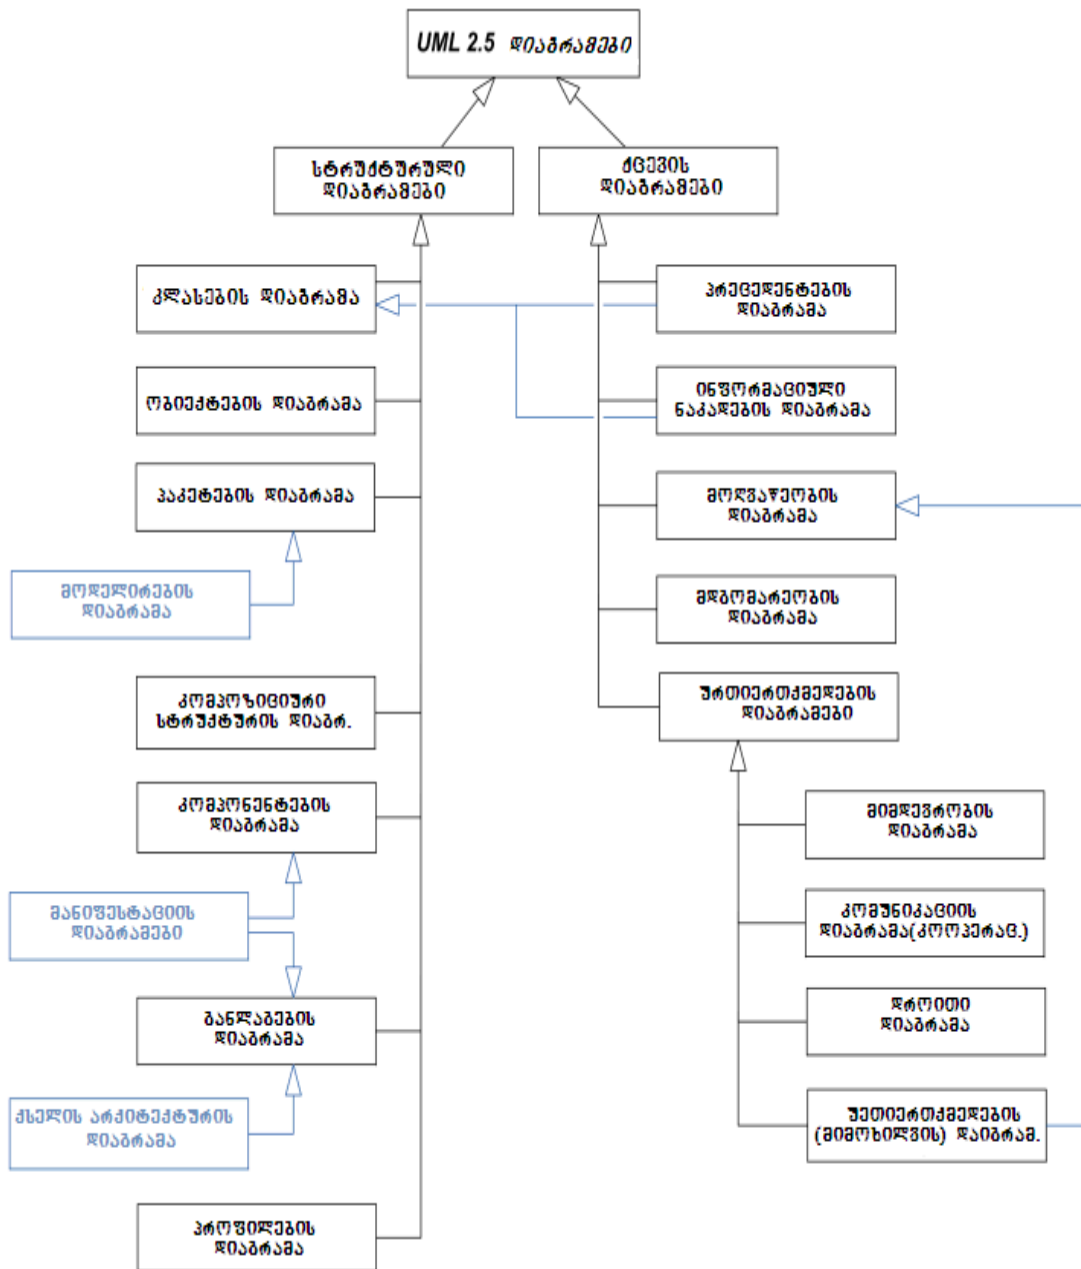 UML 2.5 დიაგრამები
სტრუქტურული
დიაგრამები
ქცევის
დიაგრამები
კლასების დიაგრამა
პრეცედენტების
დიაგრამა
ობიექტების დიაგრამა
ინფორმაციული
ნაკადების დიაგრამა
პაკეტების დიაგრამა
მოღვაწეობის
დიაგრამა
მოდელირების
დიაგრამა
მდგომარეობის
დიაგრამა
კომპოზიციური
სტრუქტურის დიაგრ.
ურთიერთქმედების
დიაგრამები
კომპონენტების
დიაგრამა
მიმდევრობის
დიაგრამა
მანიფესტაციის
დიაგრამები
კომუნიკაციის
დიაგრამა(კოოპერაც.)
განლაგების
დიაგრამა
დროითი
დიაგრამა
ქსელის არქიტექტურის
დიაგრამა
უეთიერთქმედების
(მიმოხილვის) დაიგრამ.
პროფილების
დიაგრამა